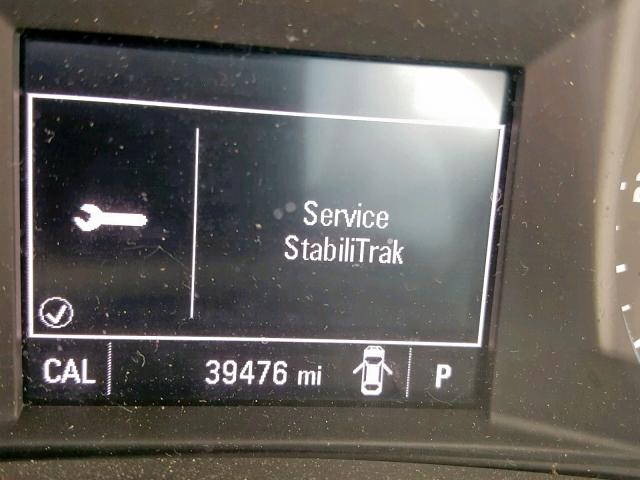 Service
StabiliTrak
CAL 39476 mi P